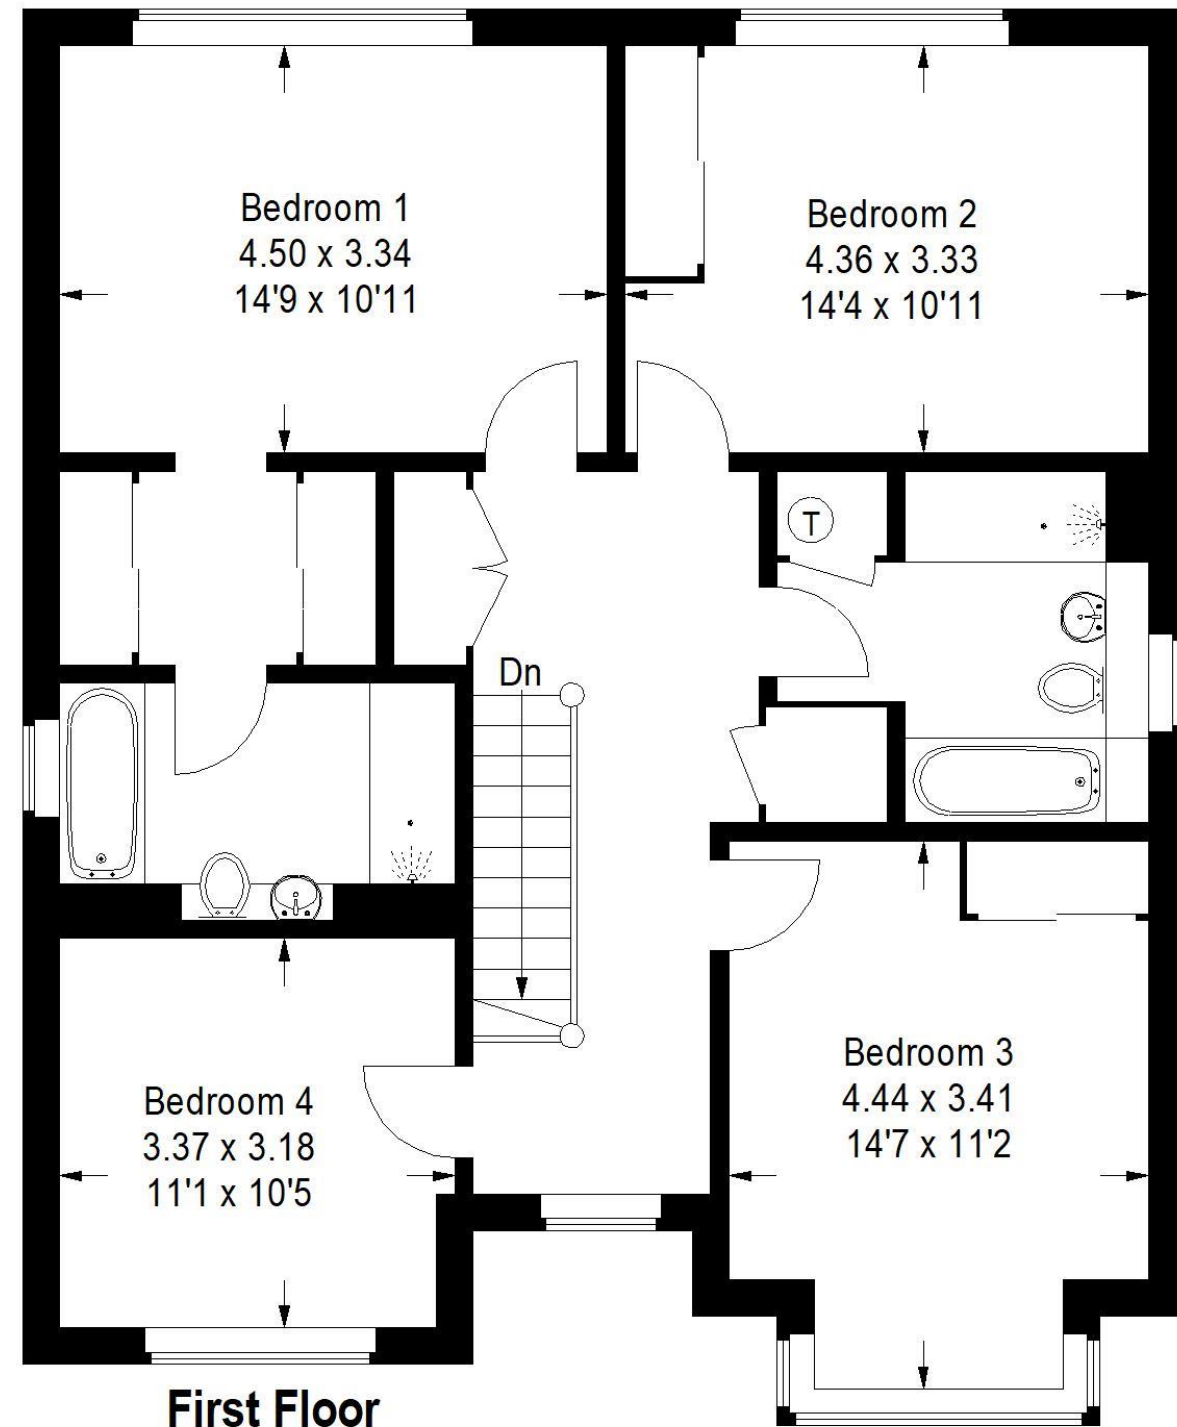 Bedroom 1
4.50 x 3.34
14'9 x 10'11
Bedroom 2
4.36 x 3.33
14'4 x 10'11
T
Dn
Bedroom 3
4.44 x 3.41
14'7 x 11'2
Bedroom 4
3.37 x 3.18
11'1 x 10'5
First Floor